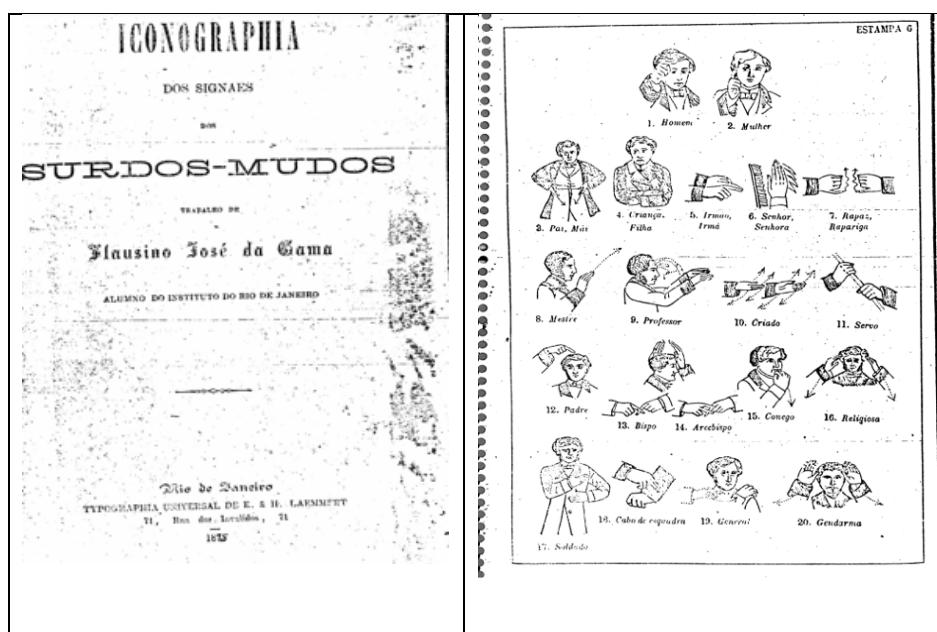 ICONOGRAPHIA
DOS SIGNAES
DOS
SURDOS-MUDOS
TRABALHO DE
Flausino José da Gama
ALUMNO DO INSTITUTO DO RIO DE JANEIRO
Rio de Janeiro
TYPOGRAPHIA UNIVERSAL DE E. & H. LAEMMERT
71, Rua dos Invalidos, 71
ESTAMPA 6
1. Homem
2. Mulher
3. Pae, Mãe
4. Criança, Filha
5. Irmão, Irmã
6. Senhor, Senhora
7. Rapaz, Rapariga
8. Mestre
9. Professor
10. Criado
11. Servo
12. Padre
13. Bispo
14. Arcebispo
15. Conego
16. Religiosa
17. Soldado
18. Cabo de esquadra
19. General
20. Gendarma